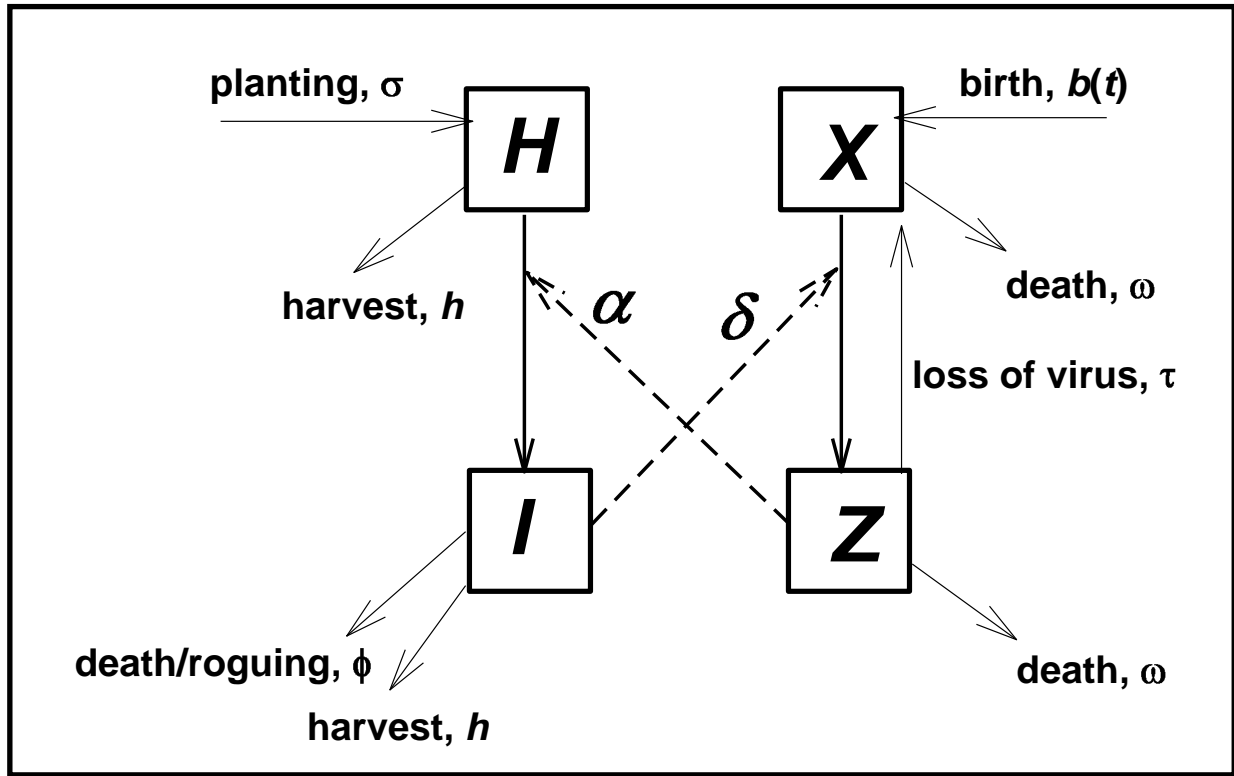 planting, σ
birth, b(t)
H
X
harvest, h
α
δ
death, ω
loss of virus, τ
I
Z
death/roguing, ϕ
death, ω
harvest, h